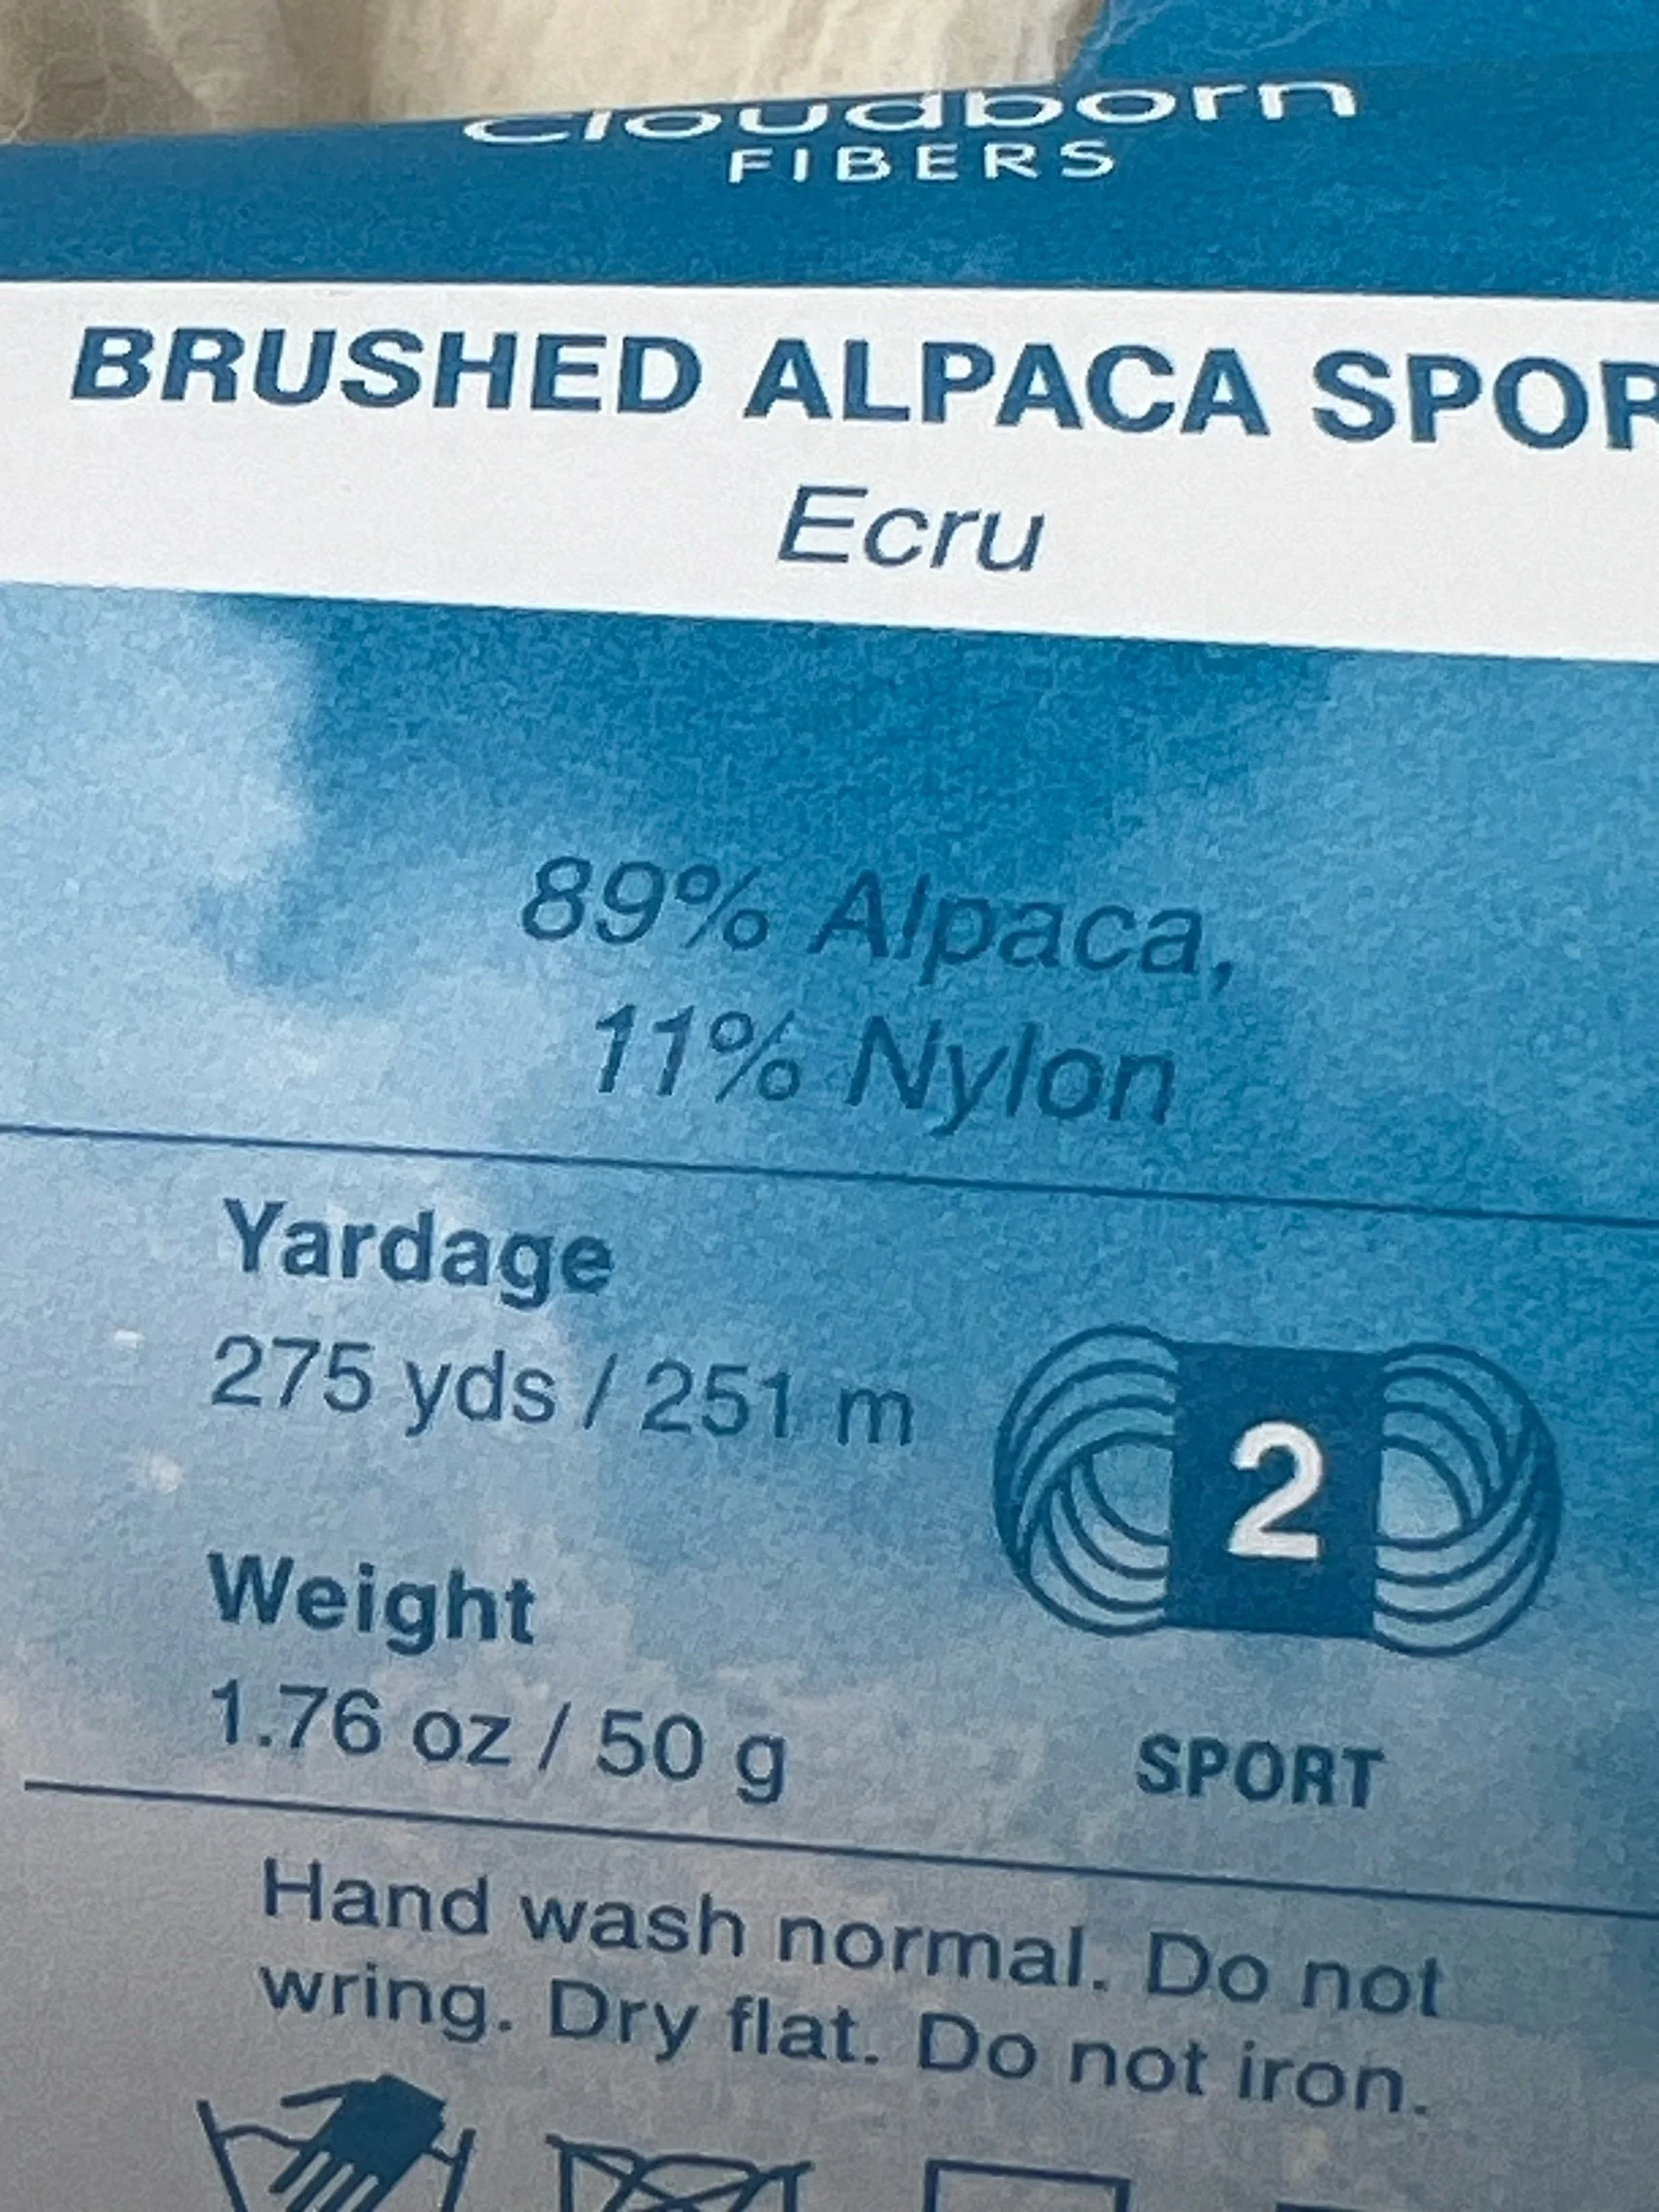 cloudborn
FIBERS
BRUSHED ALPACA SPOR
Ecru
89% Alpaca,
11% Nylon
Yardage
275 yds / 251 m
2
Weight
1.76 oz / 50 g
SPORT
Hand wash normal. Do not
wring. Dry flat. Do not iron.